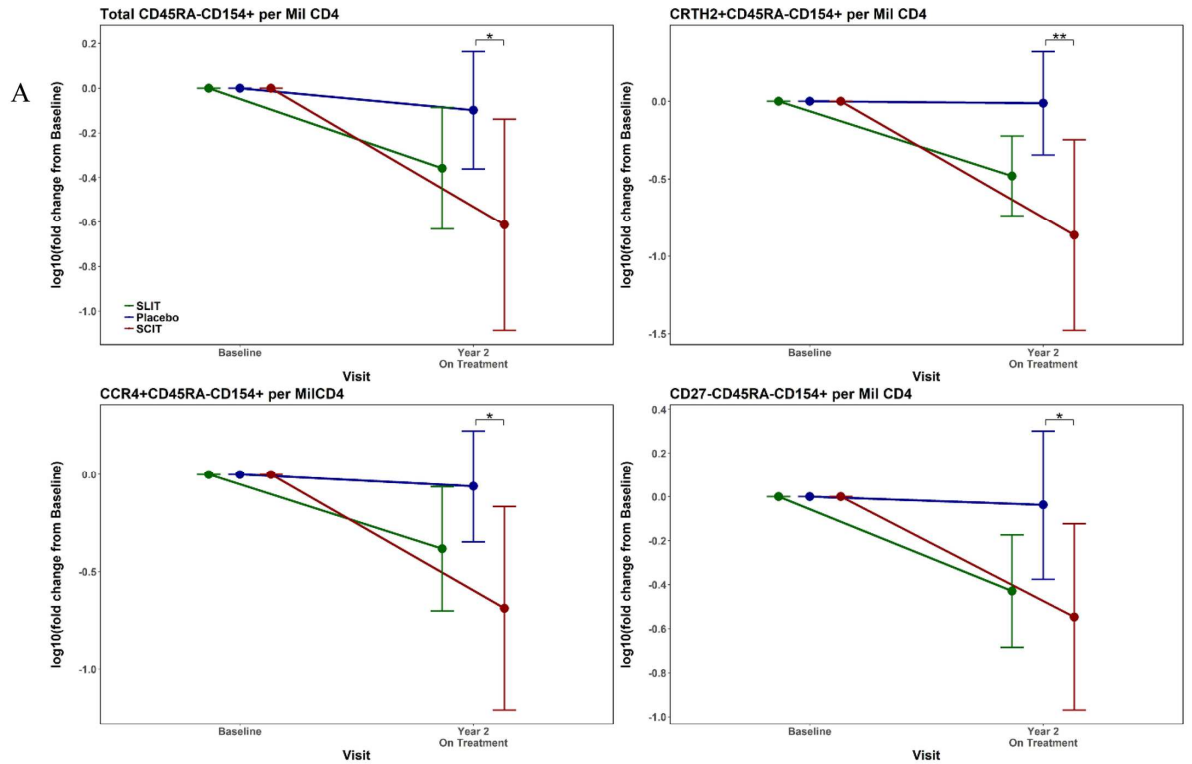 A
Total CD45RA-CD154+ per Mil CD4
log10(fold change from Baseline)
0.2
0.0
-0.2
-0.4
-0.6
-0.8
-1.0
*
SLIT
Placebo
SCIT
Baseline
Year 2
On Treatment
Visit
CRTH2+CD45RA-CD154+ per Mil CD4
log10(fold change from Baseline)
0.0
-0.5
-1.0
-1.5
**
Baseline
Year 2
On Treatment
Visit
CCR4+CD45RA-CD154+ per MilCD4
log10(fold change from Baseline)
0.0
-0.5
-1.0
*
Baseline
Year 2
On Treatment
Visit
CD27-CD45RA-CD154+ per Mil CD4
log10(fold change from Baseline)
0.4
0.2
0.0
-0.2
-0.4
-0.6
-0.8
-1.0
*
Baseline
Year 2
On Treatment
Visit